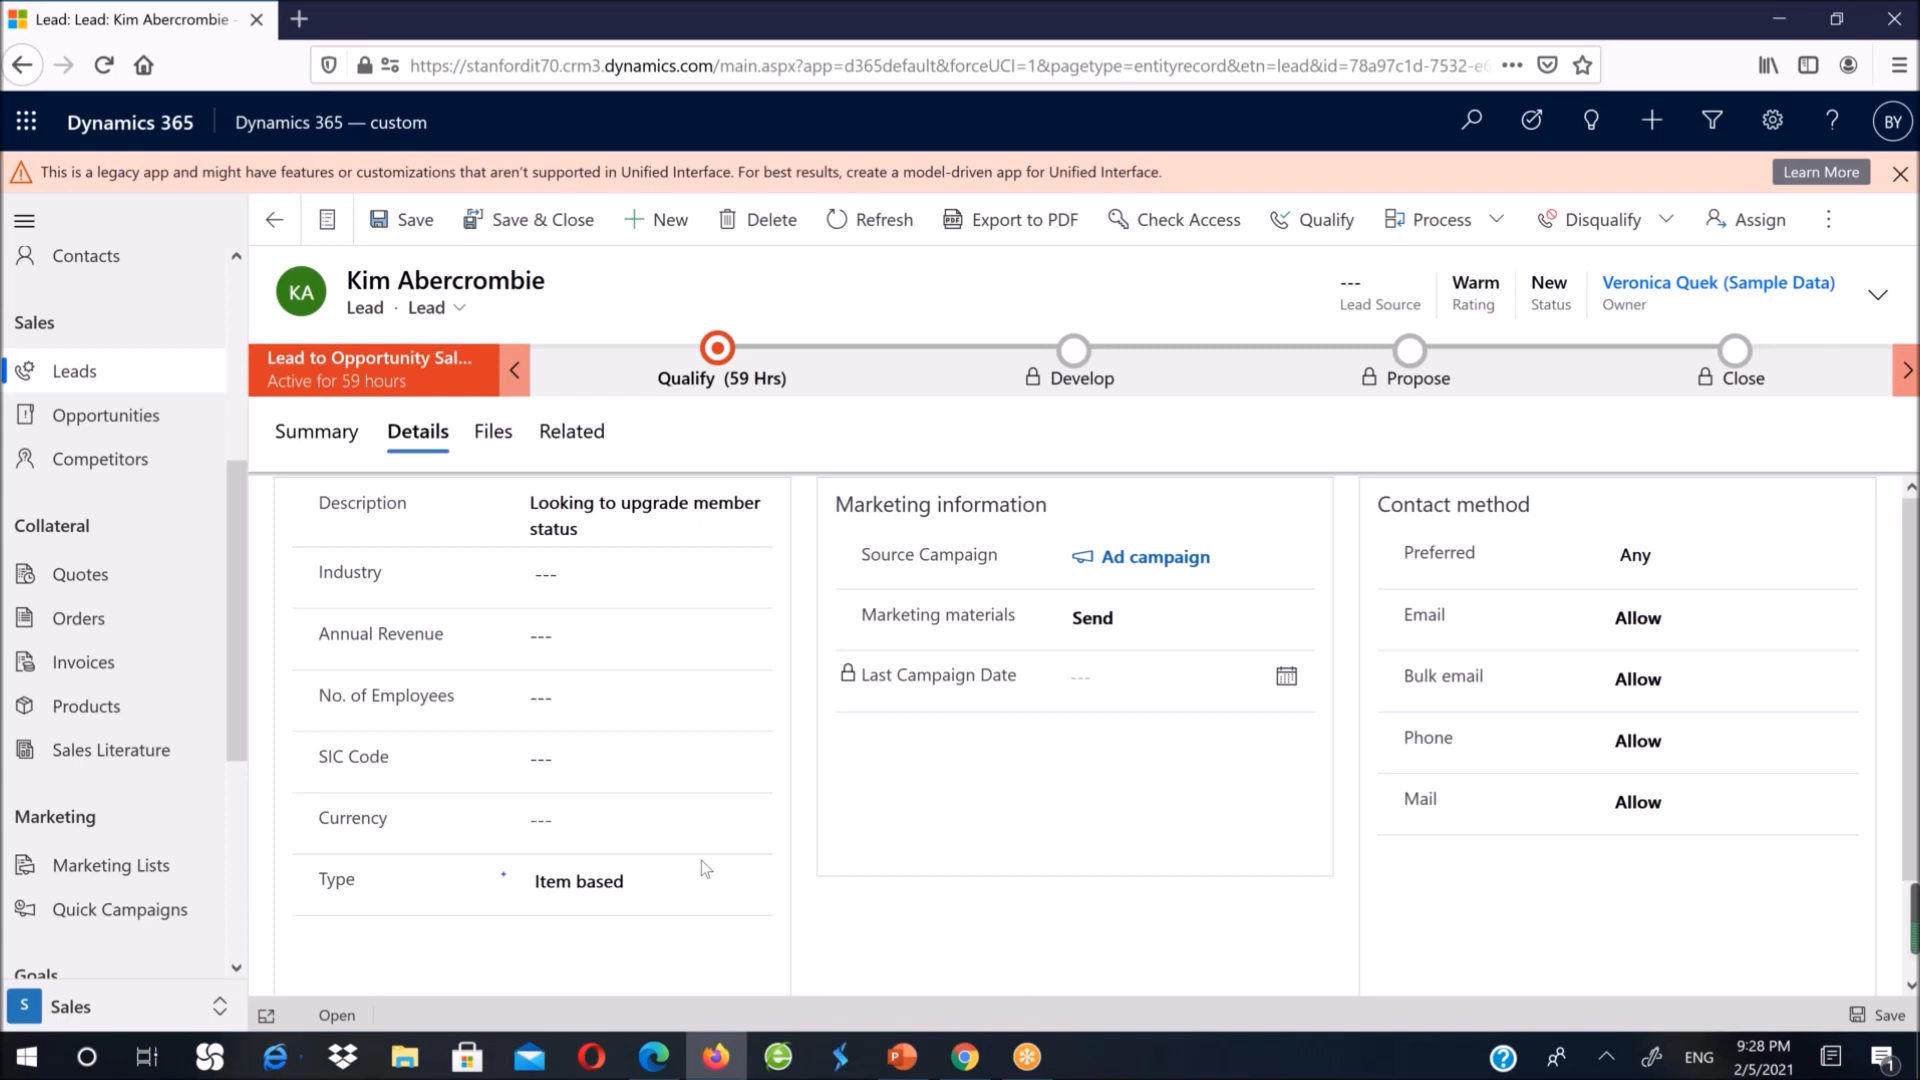 Lead: Lead: Kim Abercrombie -
https://stanfordit70.crm3.dynamics.com/main.aspx?app=d365default&forceUCI=1&pagetype=entityrecord&etn=lead&id=78a97c1d-7532-e
Dynamics 365
Dynamics 365 — custom
BY
This is a legacy app and might have features or customizations that aren't supported in Unified Interface. For best results, create a model-driven app for Unified Interface.
Learn More
Save
Save & Close
New
Delete
Refresh
Export to PDF
Check Access
Qualify
Process
Disqualify
Assign
Contacts
Sales
Leads
Opportunities
Competitors
Collateral
Quotes
Orders
Invoices
Products
Sales Literature
Marketing
Marketing Lists
Quick Campaigns
Goals
S
Sales
KA
Kim Abercrombie
Lead · Lead
---
Lead Source
Warm
Rating
New
Status
Veronica Quek (Sample Data)
Owner
Lead to Opportunity Sal...
Active for 59 hours
Qualify (59 Hrs)
Develop
Propose
Close
Summary
Details
Files
Related
Description
Looking to upgrade member
status
Industry
---
Annual Revenue
---
No. of Employees
---
SIC Code
---
Currency
---
Type
Item based
Marketing information
Source Campaign
Ad campaign
Marketing materials
Send
Last Campaign Date
---
Contact method
Preferred
Any
Email
Allow
Bulk email
Allow
Phone
Allow
Mail
Allow
Open
Save
ENG
9:28 PM
2/5/2021
1